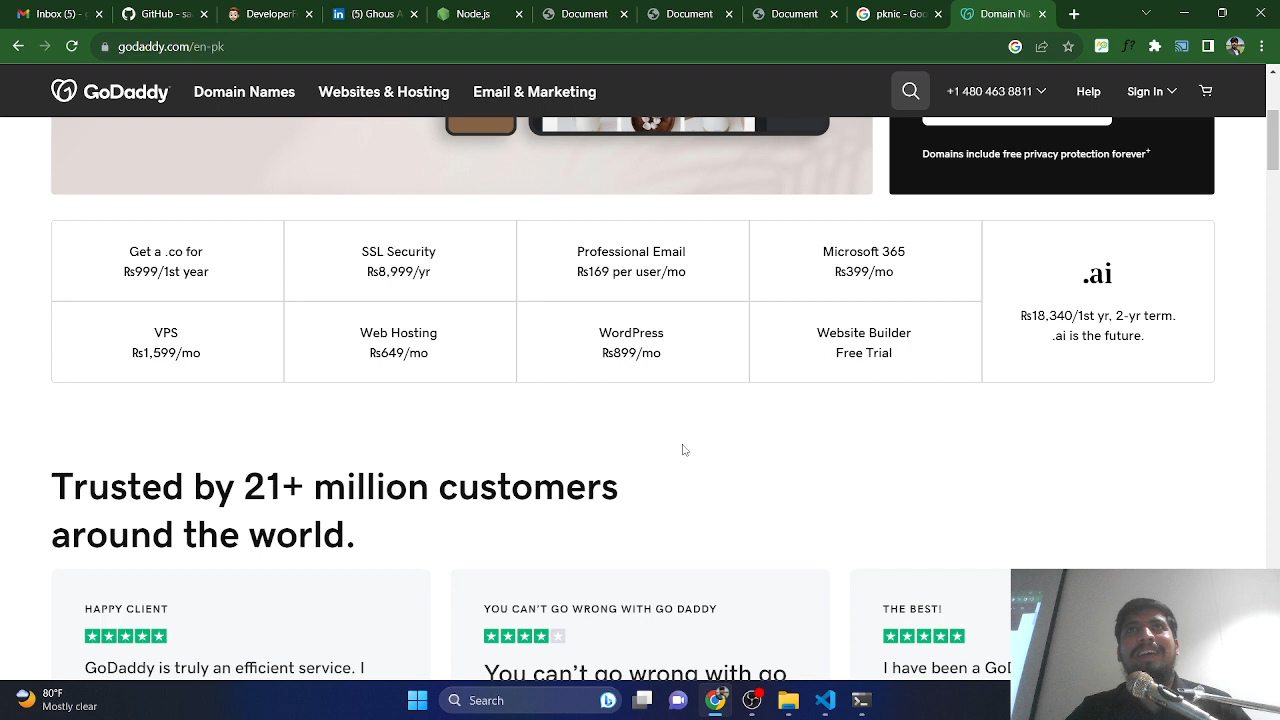 Inbox (5) - g
GitHub - sa
DeveloperF
(5) Ghous A
Node.js
Document
Document
Document
pknic - Goo
Domain Na
godaddy.com/en-pk
GoDaddy
Domain Names
Websites & Hosting
Email & Marketing
+1 480 463 8811
Help
Sign In
Domains include free privacy protection forever+
Get a .co for
₨999/1st year
SSL Security
₨8,999/yr
Professional Email
₨169 per user/mo
Microsoft 365
₨399/mo
.ai
₨18,340/1st yr, 2-yr term.
.ai is the future.
VPS
₨1,599/mo
Web Hosting
₨649/mo
WordPress
₨899/mo
Website Builder
Free Trial
Trusted by 21+ million customers
around the world.
HAPPY CLIENT
GoDaddy is truly an efficient service. I
YOU CAN'T GO WRONG WITH GO DADDY
You can't go wrong with go
THE BEST!
I have been a GoD
80°F
Mostly clear
Search